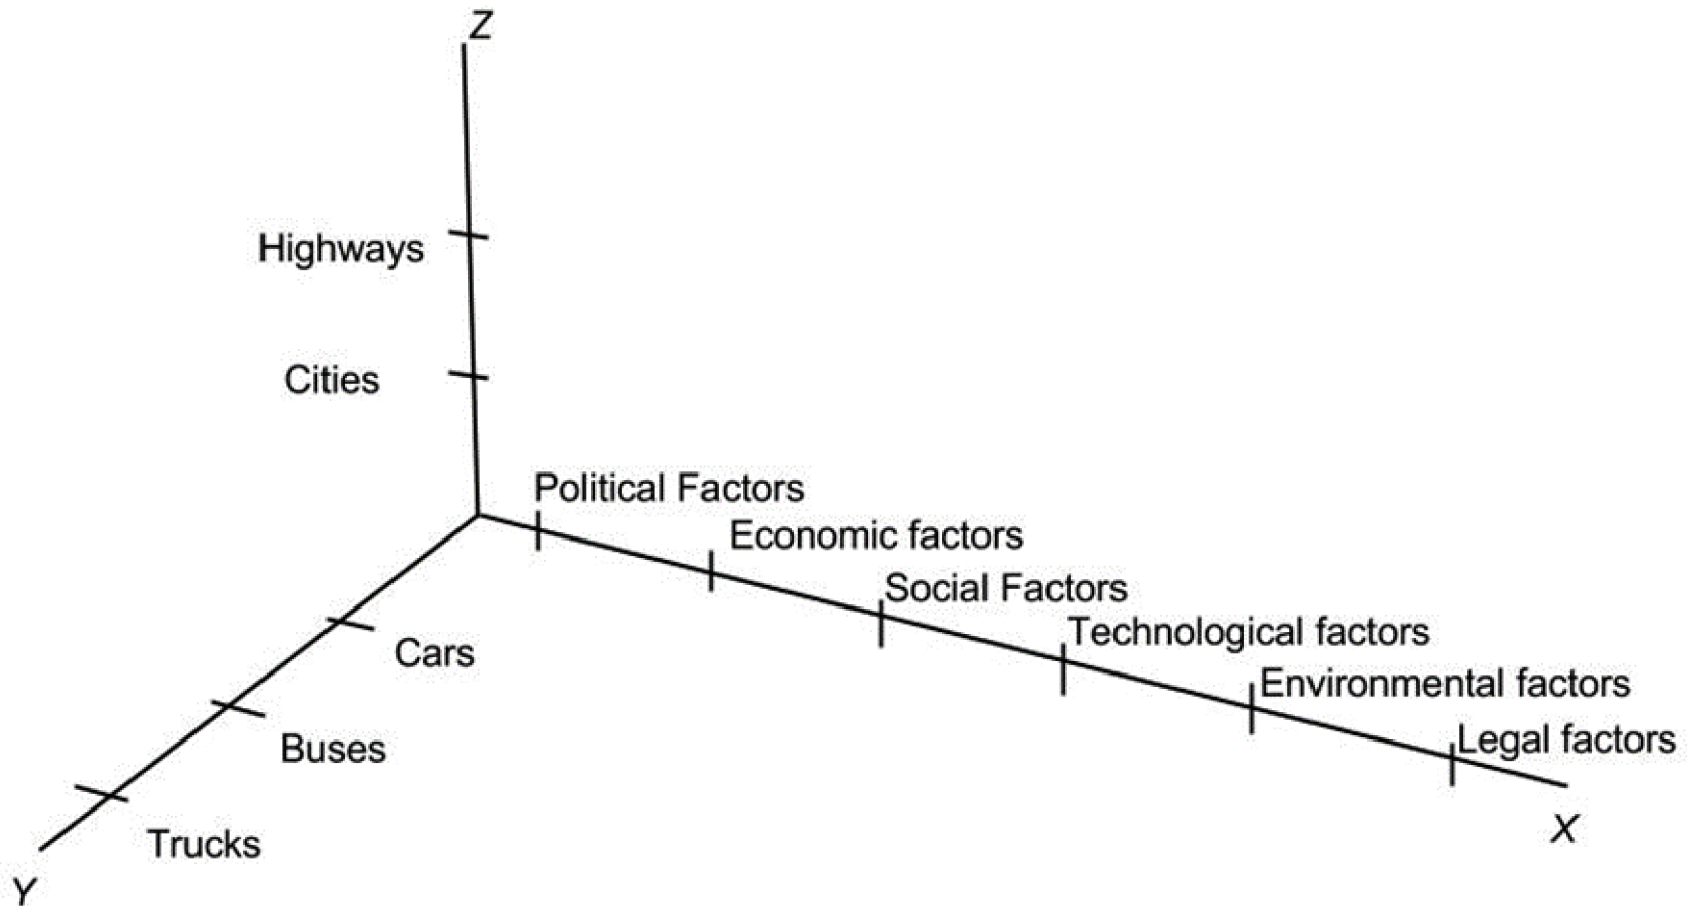 Z
Highways
Cities
Political Factors
Economic factors
Social Factors
Technological factors
Environmental factors
Legal factors
X
Cars
Buses
Trucks
Y